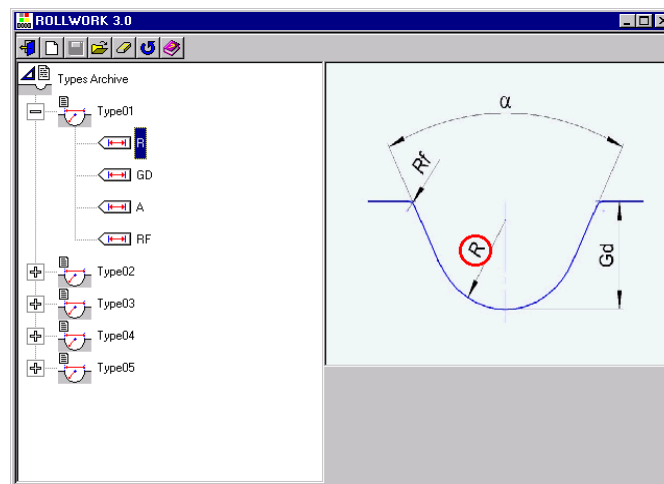 ROLLWORK 3.0
Types Archive
Type01
R
GD
A
RF
Type02
Type03
Type04
Type05
α
Rf
R
Gd